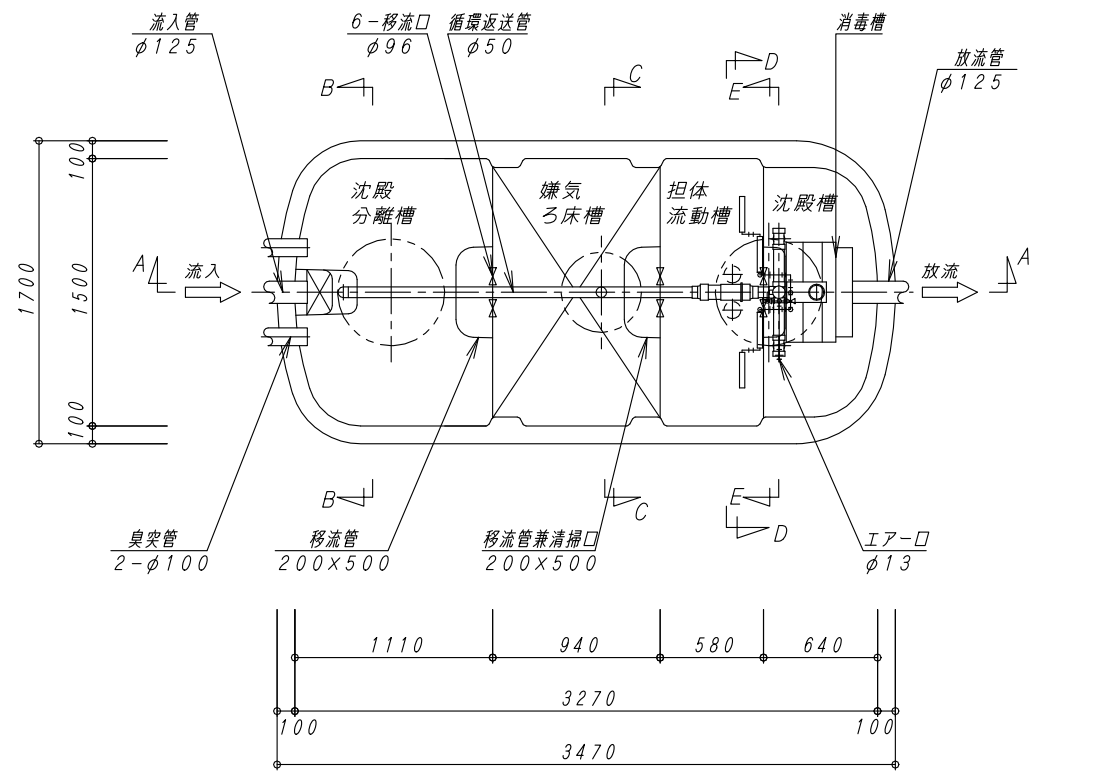 流入管
φ125
6-移流口
φ96
循環返送管
φ50
消毒槽
放流管
φ125
B
C
D
E
100
1500
100
1700
沈殿
分離槽
嫌気
ろ床槽
担体
流動槽
沈殿槽
A
流入
放流
A
B
C
E
D
臭突管
2-φ100
移流管
200×500
移流管兼清掃口
200×500
エアー口
φ13
1110
940
580
640
3270
100
100
3470